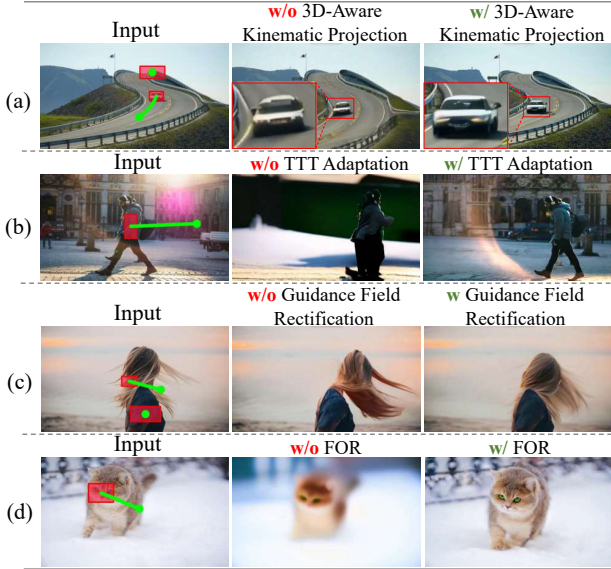 Input
w/o 3D-Aware
Kinematic Projection
w/ 3D-Aware
Kinematic Projection
(a)
Input
w/o TTT Adaptation
w/ TTT Adaptation
(b)
Input
w/o Guidance Field
Rectification
w Guidance Field
Rectification
(c)
Input
w/o FOR
w/ FOR
(d)